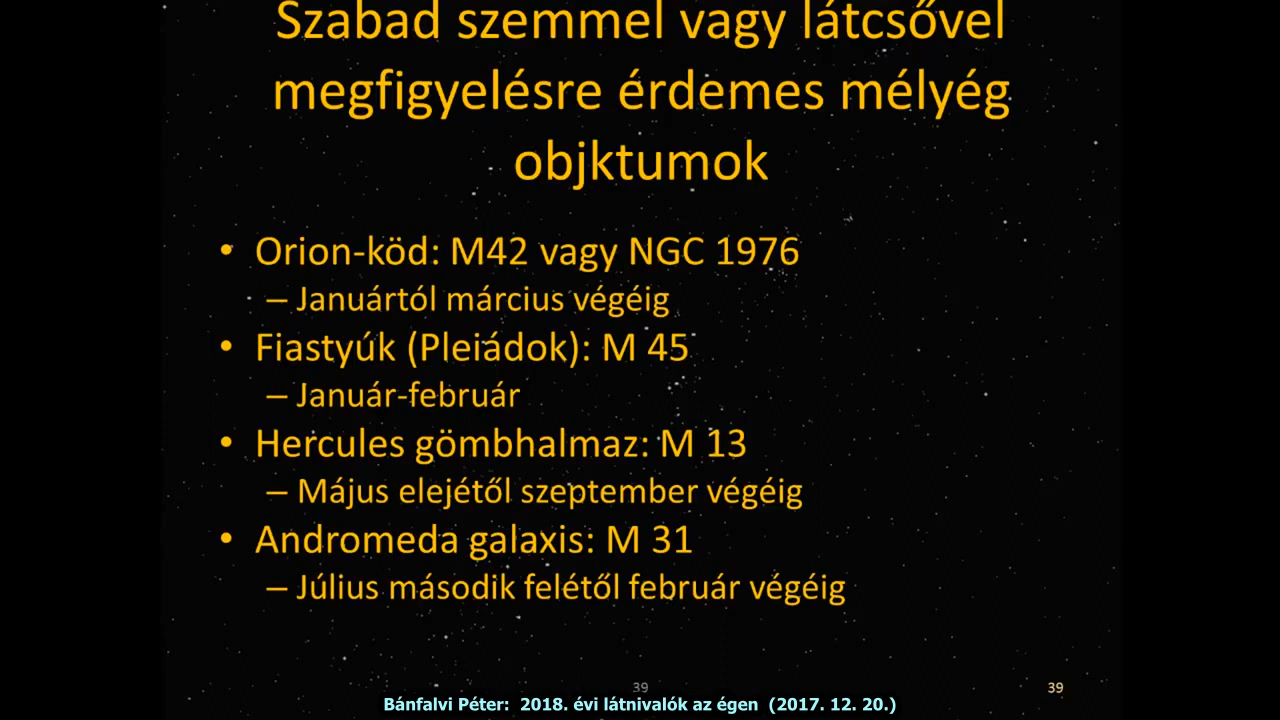 Szabad szemmel vagy látcsővel
megfigyelésre érdemes mélyég
objktumok
• Orion-köd: M42 vagy NGC 1976
– Januártól március végéig
• Fiastyúk (Pleiádok): M 45
– Január-február
• Hercules gömbhalmaz: M 13
– Május elejétől szeptember végéig
• Andromeda galaxis: M 31
– Július második felétől február végéig
39
39
Bánfalvi Péter: 2018. évi látnivalók az égen (2017. 12. 20.)